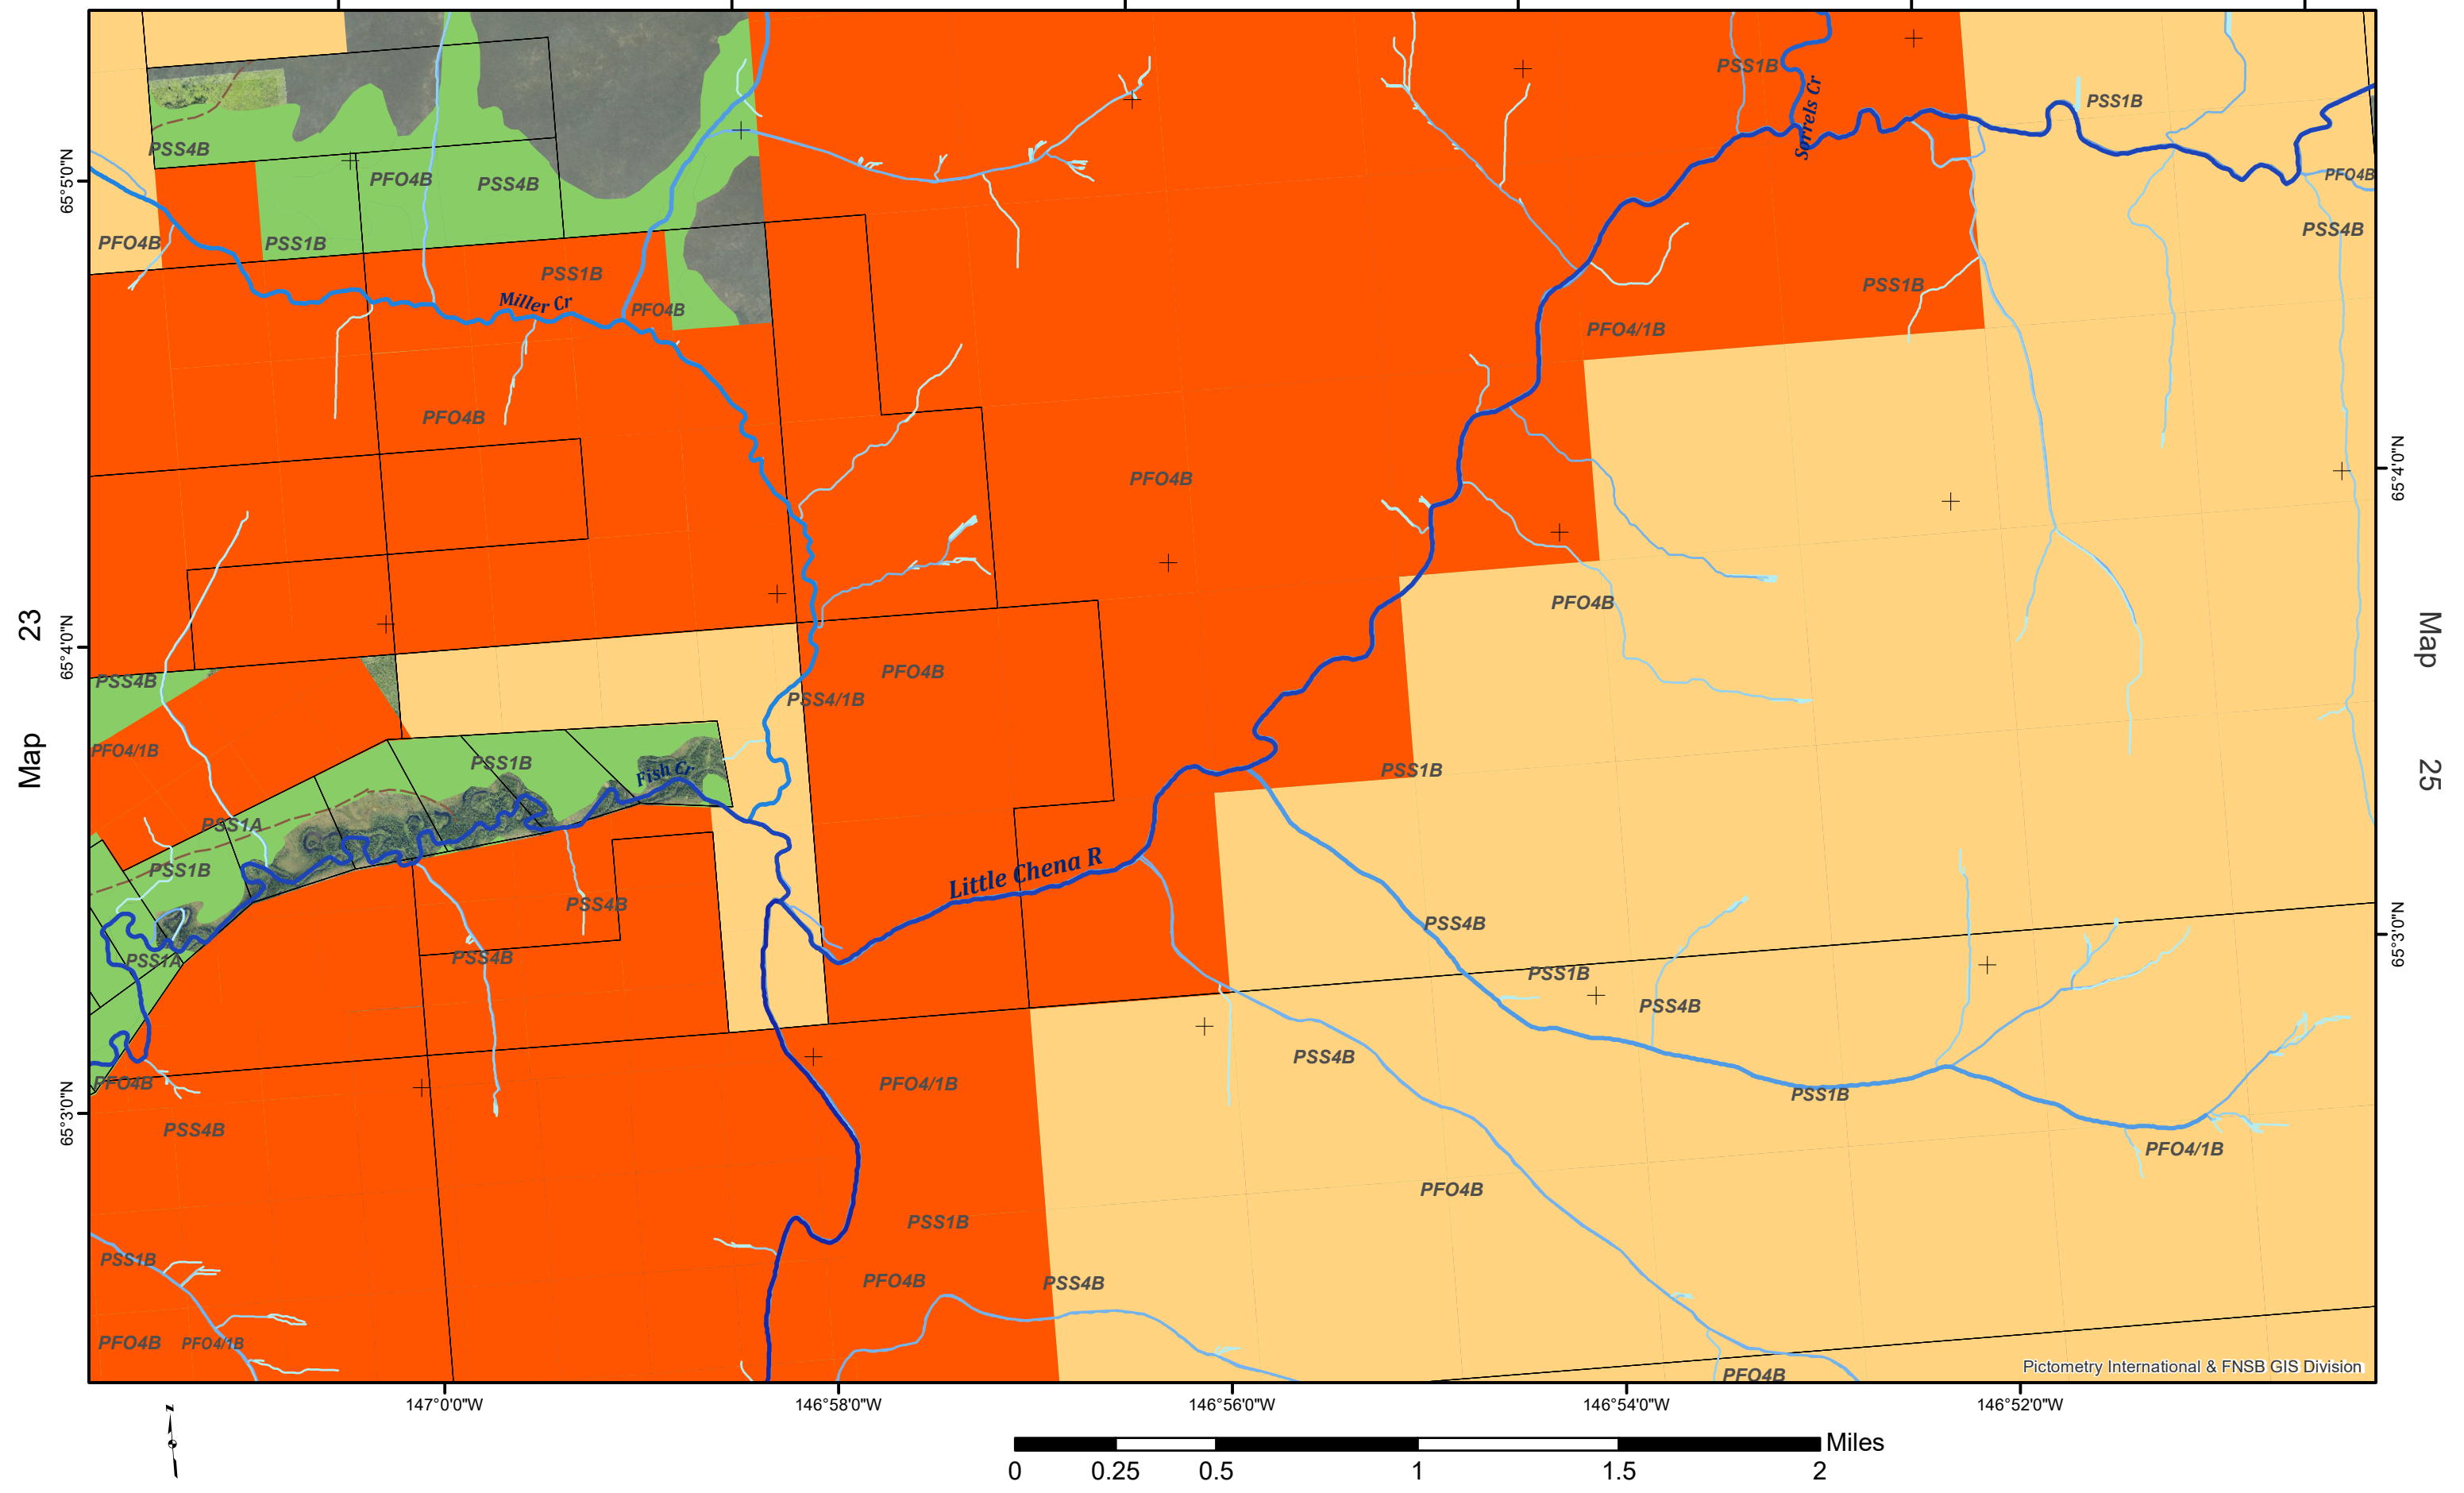 PSS1B
Sorrels Cr
PSS1B
PSS4B
PFO4B
PSS4B
PFO4B
65°5'0"N
PFO4B
PSS1B
PSS4B
PSS1B
PSS1B
Miller Cr
PFO4B
PFO4/1B
PFO4B
PFO4B
65°4'0"N
PFO4B
Map 23
65°4'0"N
Map 25
PSS4B
PFO4B
PSS4/1B
PFO4/1B
PSS1B
Fish Cr
PSS1B
PSS1A
PSS1B
Little Chena R
PSS4B
PSS4B
65°3'0"N
PSS1A
PSS4B
PSS1B
PSS4B
PSS4B
PFO4B
PFO4/1B
PSS1B
65°3'0"N
PSS4B
PFO4/1B
PFO4B
PSS1B
PSS1B
PFO4B
PSS4B
PFO4B
PFO4/1B
Pictometry International & FNSB GIS Division
PFO4B
147°0'0"W
146°58'0"W
146°56'0"W
146°54'0"W
146°52'0"W
N
Miles
0 0.25 0.5 1 1.5 2